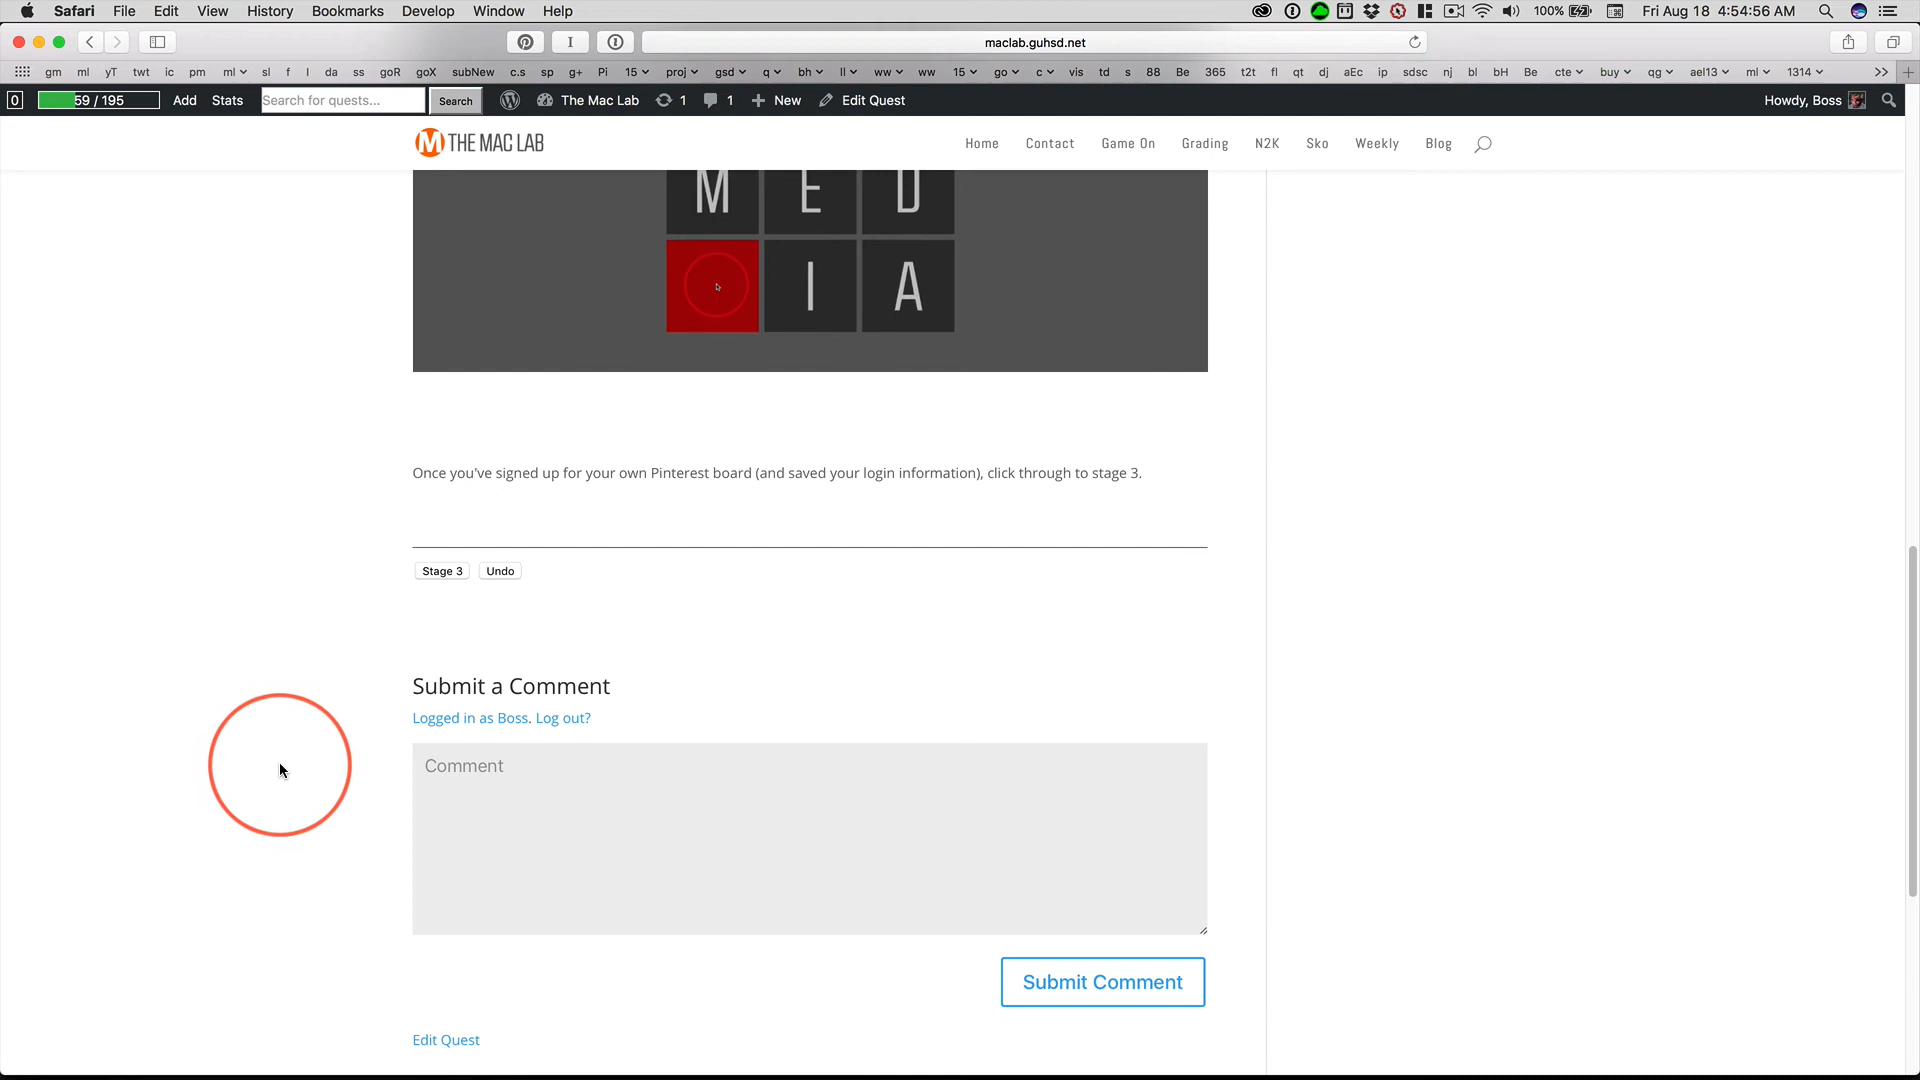 Safari File Edit View History Bookmarks Develop Window Help 100% Fri Aug 18 4:54:56 AM
maclab.guhsd.net
gm ml yT twt ic pm ml sl f l da ss goR goX subNew c.s sp g+ Pi 15 proj gsd q bh ll ww ww 15 go c vis td s 88 Be 365 t2t fl qt dj aEc ip sdsc nj bl bH Be cte buy qg ael13 ml 1314 >>
0 59 / 195 Add Stats Search for quests... Search The Mac Lab 1 1 + New Edit Quest Howdy, Boss
M THE MAC LAB Home Contact Game On Grading N2K Sko Weekly Blog
M E D
I A
Once you've signed up for your own Pinterest board (and saved your login information), click through to stage 3.
Stage 3 Undo
Submit a Comment
Logged in as Boss. Log out?
Comment
Submit Comment
Edit Quest